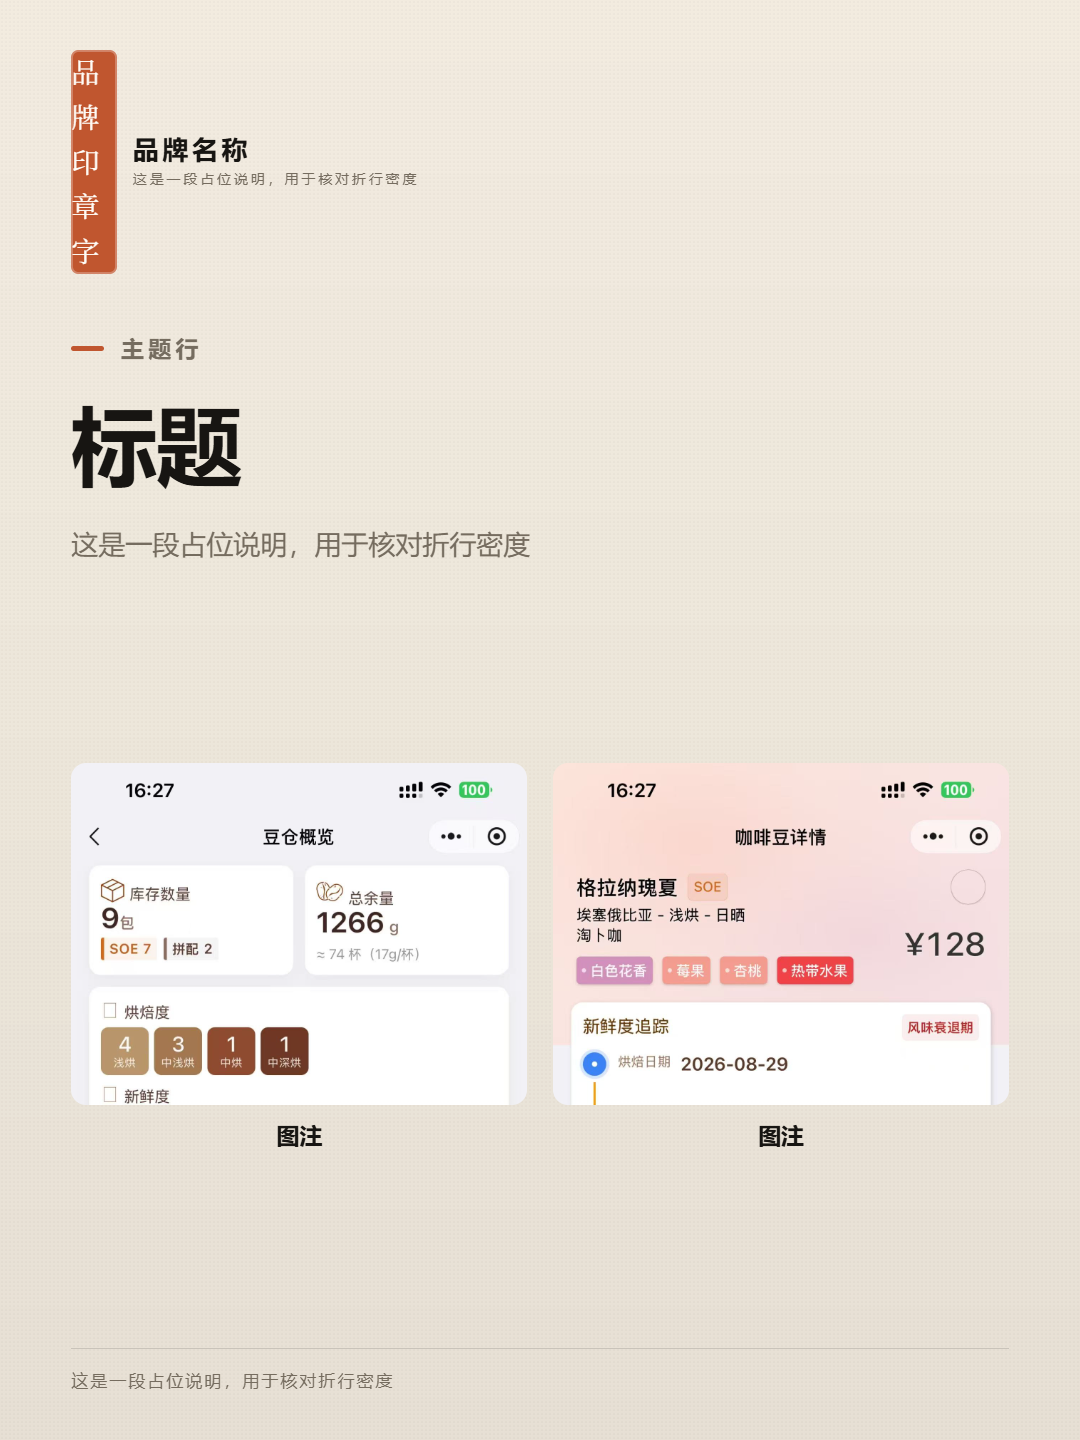 品牌印章字
品牌名称
这是一段占位说明，用于核对折行密度
主题行
标题
这是一段占位说明，用于核对折行密度
16:27
100
豆仓概览
库存数量
9包
SOE 7
拼配 2
总余量
1266 g
≈ 74 杯（17g/杯）
烘焙度
4
浅烘
3
中浅烘
1
中烘
1
中深烘
新鲜度
图注
16:27
100
咖啡豆详情
格拉纳瑰夏 SOE
埃塞俄比亚 - 浅烘 - 日晒
淘卜咖
¥128
白色花香
莓果
杏桃
热带水果
新鲜度追踪
风味衰退期
烘焙日期 2026-08-29
图注
这是一段占位说明，用于核对折行密度